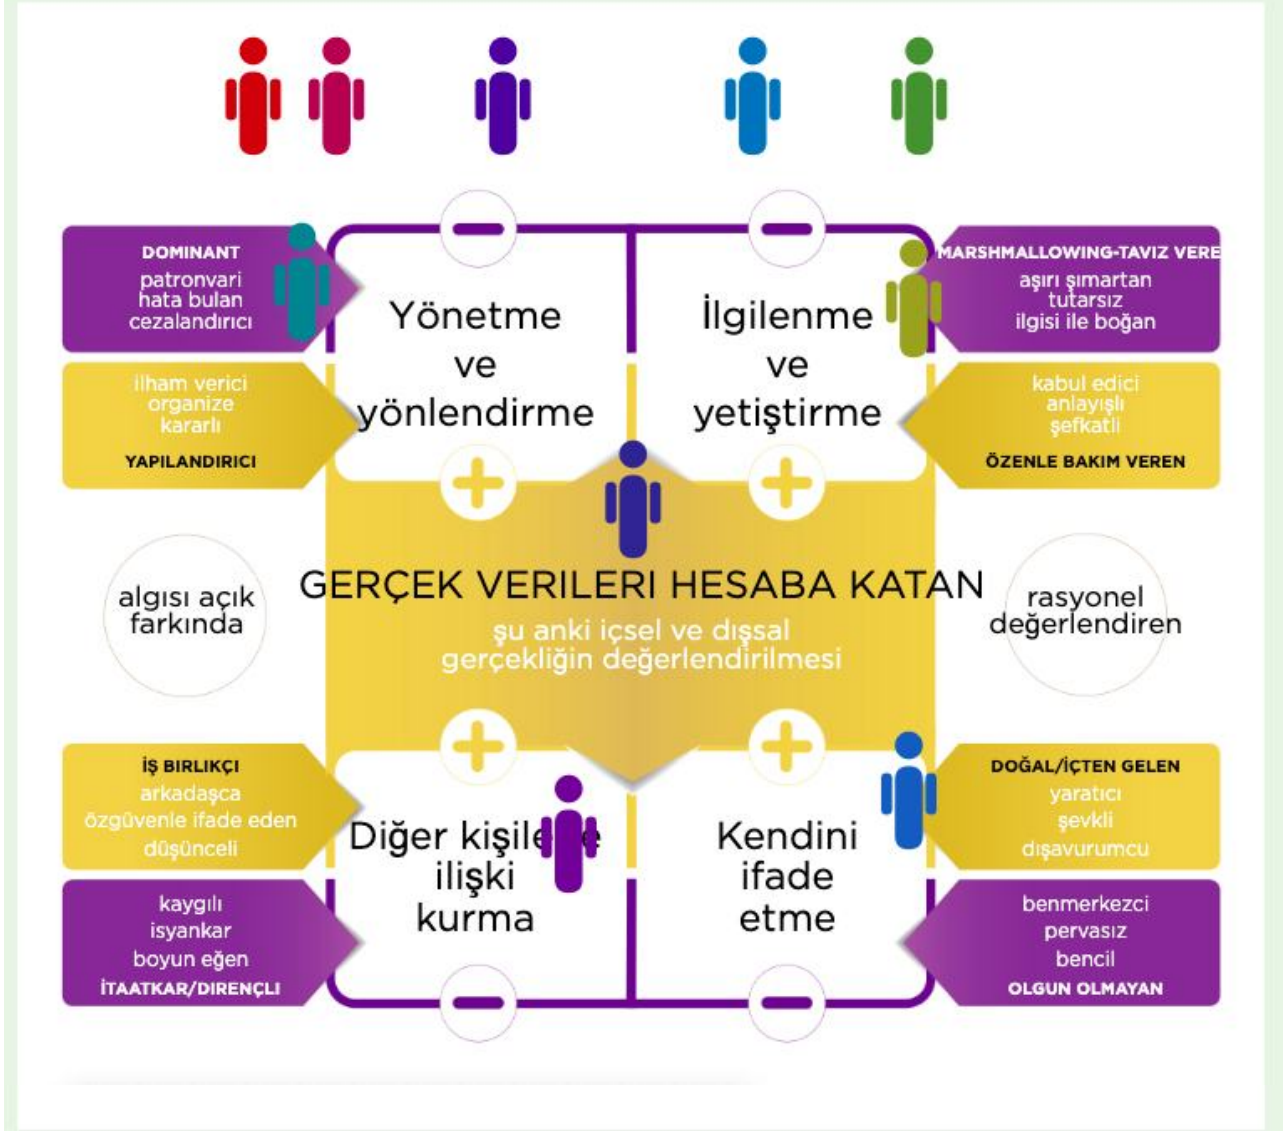 DOMINANT
patronvari
hata bulan
cezalandırıcı
ilham verici
organize
kararlı
YAPILANDIRICI
Yönetme
ve
yönlendirme
İlgilenme
ve
yetiştirme
MARSHMALLOWING-TAVIZ VERE
aşırı şımartan
tutarsız
ilgisi ile boğan
kabul edici
anlayışlı
şefkatli
ÖZENLE BAKIM VEREN
algısı açık
farkında
GERÇEK VERILERI HESABA KATAN
şu anki içsel ve dışsal
gerçekliğin değerlendirilmesi
rasyonel
değerlendiren
İŞ BIRLIKÇI
arkadaşca
özgüvenle ifade eden
düşünceli
kaygılı
isyankar
boyun eğen
İTAATKAR/DIRENÇLI
Diğer
ilişki
kurma
Kendini
ifade
etme
DOĞAL/İÇTEN GELEN
yaratıcı
şevkli
dışavurumcu
benmerkezci
pervasız
bencil
OLGUN OLMAYAN